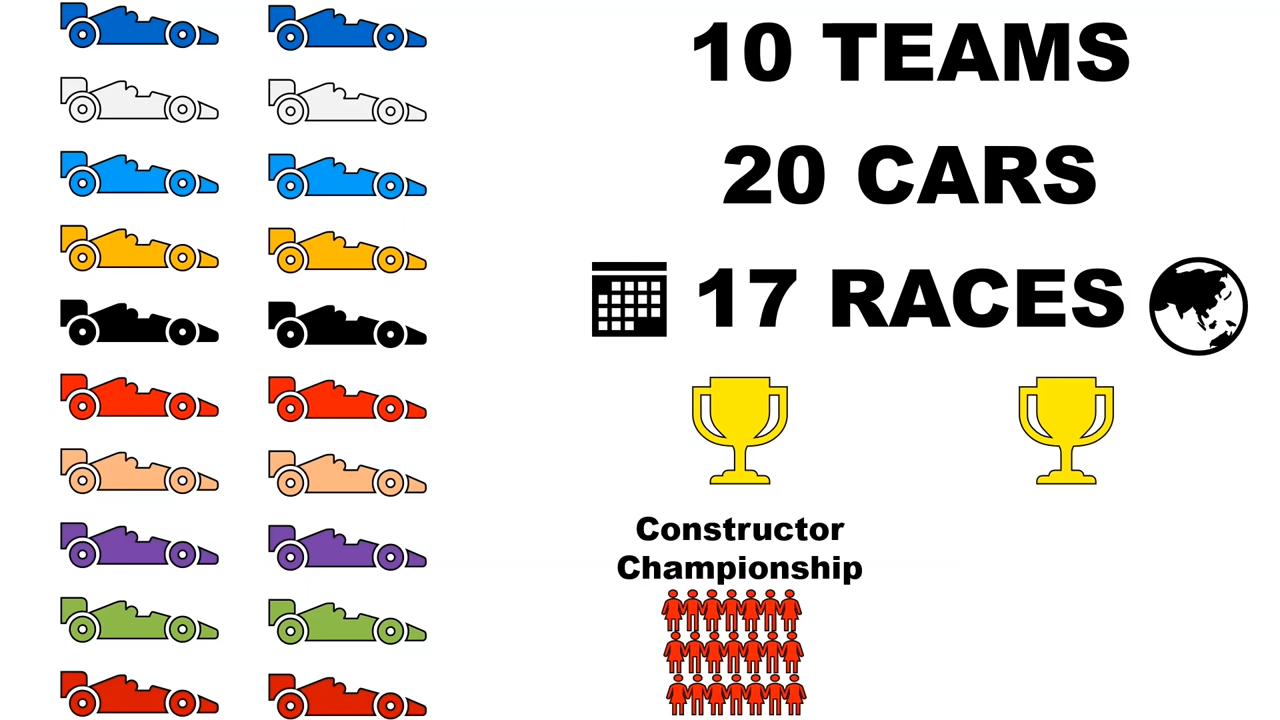 10 TEAMS
20 CARS
17 RACES
Constructor
Championship